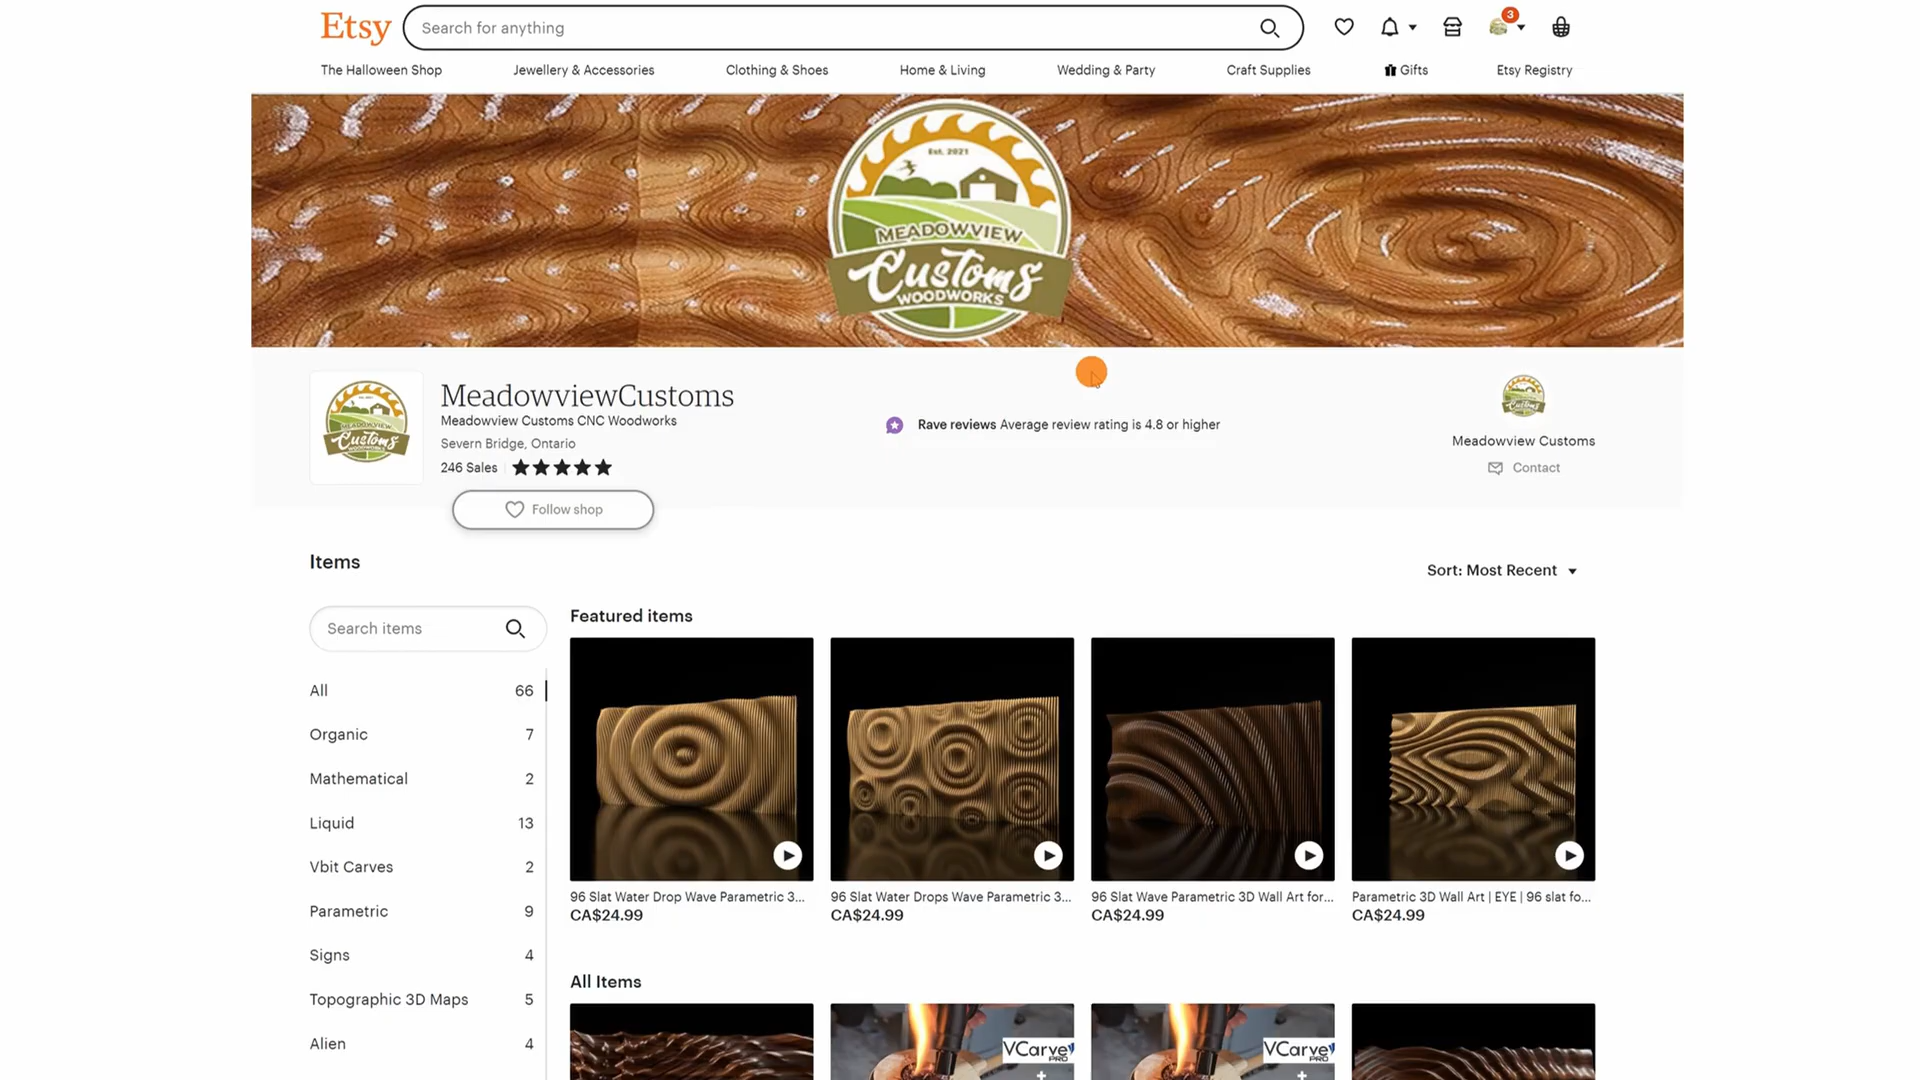 Etsy
Search for anything
3
The Halloween Shop
Jewellery & Accessories
Clothing & Shoes
Home & Living
Wedding & Party
Craft Supplies
Gifts
Etsy Registry
Est. 2021
MEADOWVIEW
Customs
WOODWORKS
MEADOWVIEW
Customs
MeadowviewCustoms
Meadowview Customs CNC Woodworks
Severn Bridge, Ontario
246 Sales
Follow shop
Rave reviews Average review rating is 4.8 or higher
Customs
Meadowview Customs
Contact
Items
Sort: Most Recent
Search items
All 66
Organic 7
Mathematical 2
Liquid 13
Vbit Carves 2
Parametric 9
Signs 4
Topographic 3D Maps 5
Alien 4
Featured items
96 Slat Water Drop Wave Parametric 3...
CA$24.99
96 Slat Water Drops Wave Parametric 3...
CA$24.99
96 Slat Wave Parametric 3D Wall Art for...
CA$24.99
Parametric 3D Wall Art | EYE | 96 slat fo...
CA$24.99
All Items
VCarve
PRO
+
VCarve
PRO
+